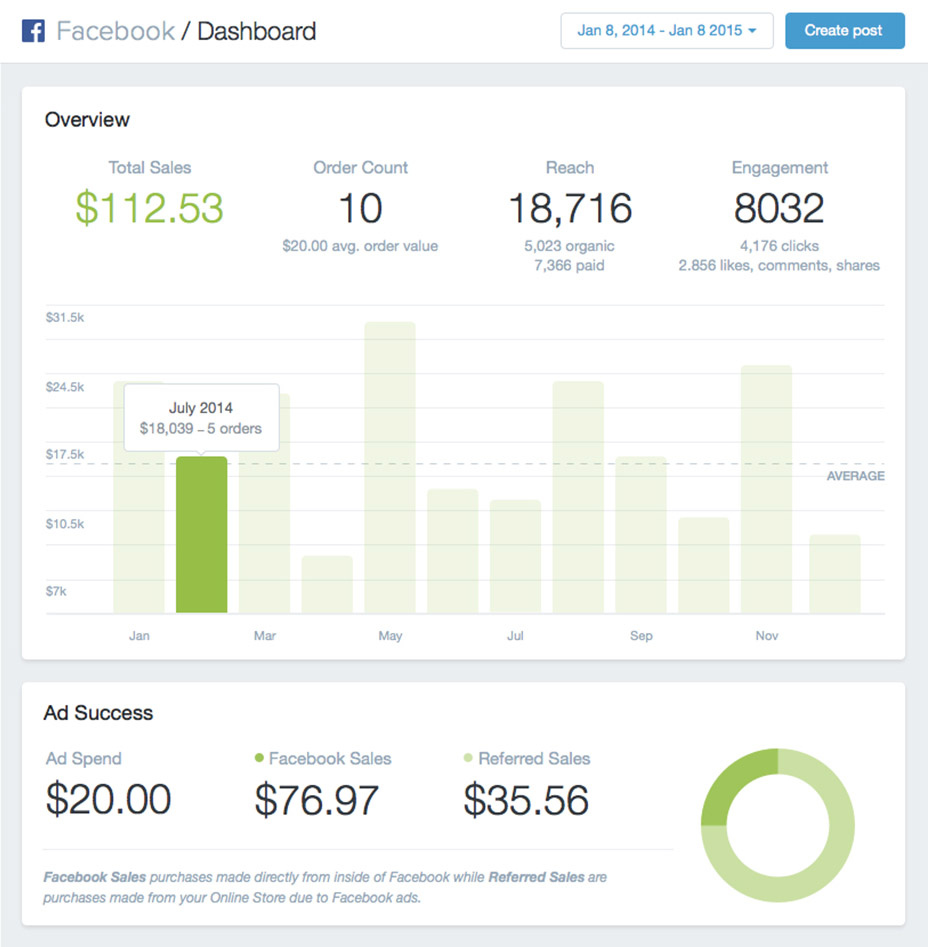 Facebook / Dashboard
Jan 8, 2014 - Jan 8 2015
Create post
Overview
Total Sales
$112.53
Order Count
10
$20.00 avg. order value
Reach
18,716
5,023 organic
7,366 paid
Engagement
8032
4,176 clicks
2.856 likes, comments, shares
$31.5k
$24.5k
$17.5k
$10.5k
$7k
July 2014
$18,039 – 5 orders
AVERAGE
Jan Mar May Jul Sep Nov
Ad Success
Ad Spend
$20.00
Facebook Sales
$76.97
Referred Sales
$35.56
Facebook Sales purchases made directly from inside of Facebook while Referred Sales are
purchases made from your Online Store due to Facebook ads.